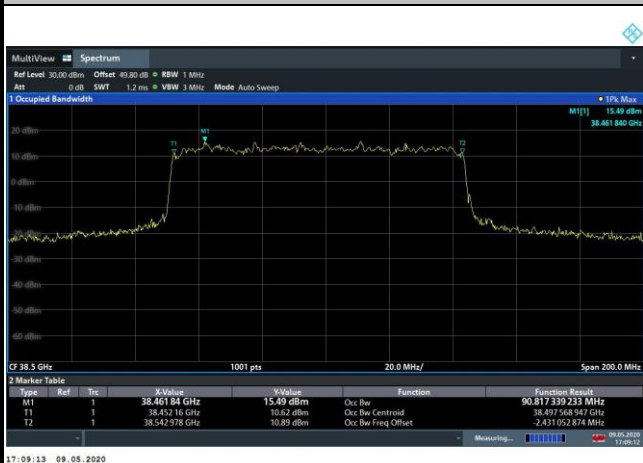 MultiView Spectrum
Ref Level 30.00 dBm Offset 49.80 dB RBW 1 MHz
Att 0 dB SWT 1.2 ms VBW 3 MHz Mode Auto Sweep
1 Occupied Bandwidth 1Pk Max
M1[1] 15.49 dBm
38.461 840 GHz
20 dBm
M1
T1 T2
10 dBm
0 dBm
-10 dBm
-20 dBm
-30 dBm
-40 dBm
-50 dBm
-60 dBm
CF 38.5 GHz 1001 pts 20.0 MHz/ Span 200.0 MHz
2 Marker Table
Type Ref Trc X-Value Y-Value Function Function Result
M1 1 38.461 84 GHz 15.49 dBm Occ Bw 90.817 339 233 MHz
T1 1 38.452 16 GHz 10.62 dBm Occ Bw Centroid 38.497 568 947 GHz
T2 1 38.542 978 GHz 10.89 dBm Occ Bw Freq Offset -2.431 052 874 MHz
Measuring... 09.05.2020
17:09:12
17:09:13 09.05.2020